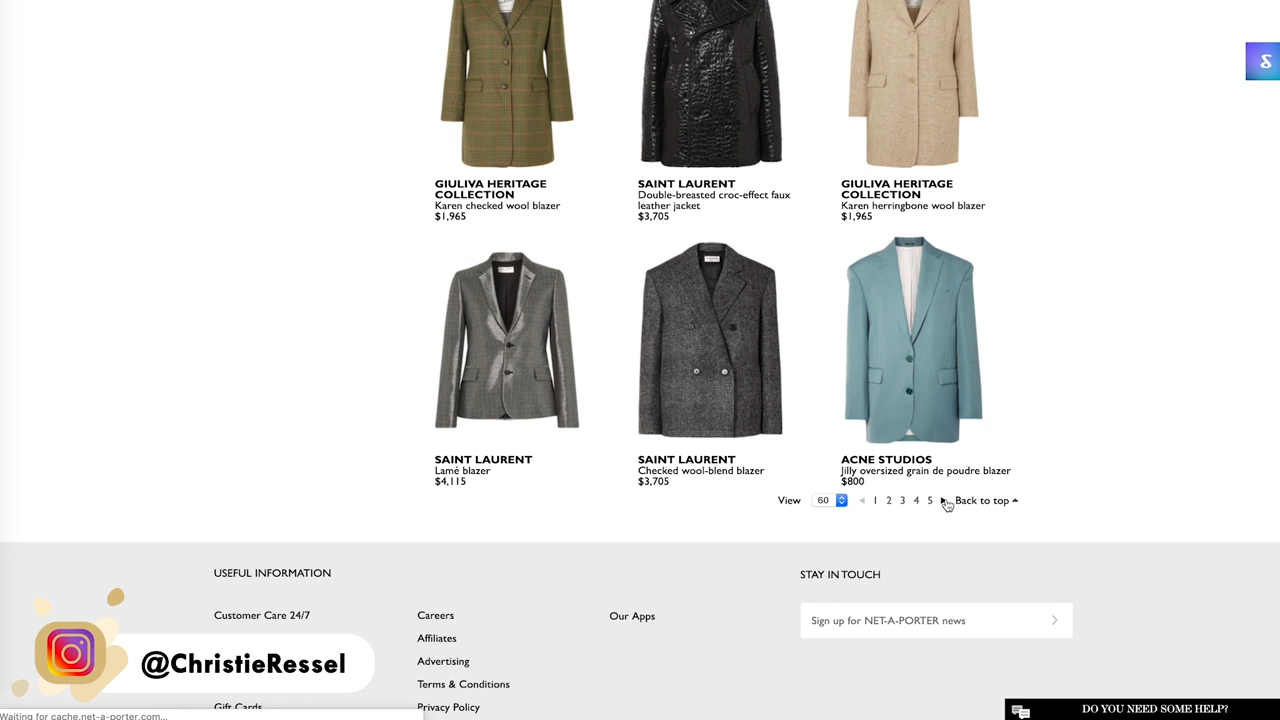 GIULIVA HERITAGE
COLLECTION
Karen checked wool blazer
$1,965
SAINT LAURENT
Double-breasted croc-effect faux
leather jacket
$3,705
GIULIVA HERITAGE
COLLECTION
Karen herringbone wool blazer
$1,965
SAINT LAURENT
Lamé blazer
$4,115
SAINT LAURENT
Checked wool-blend blazer
$3,705
ACNE STUDIOS
Jilly oversized grain de poudre blazer
$800
View 60 1 2 3 4 5 Back to top
USEFUL INFORMATION
Customer Care 24/7
Gift Cards
Careers
Affiliates
Advertising
Terms & Conditions
Privacy Policy
Our Apps
STAY IN TOUCH
Sign up for NET-A-PORTER news
@ChristieRessel
Waiting for cache.net-a-porter.com...
DO YOU NEED SOME HELP?